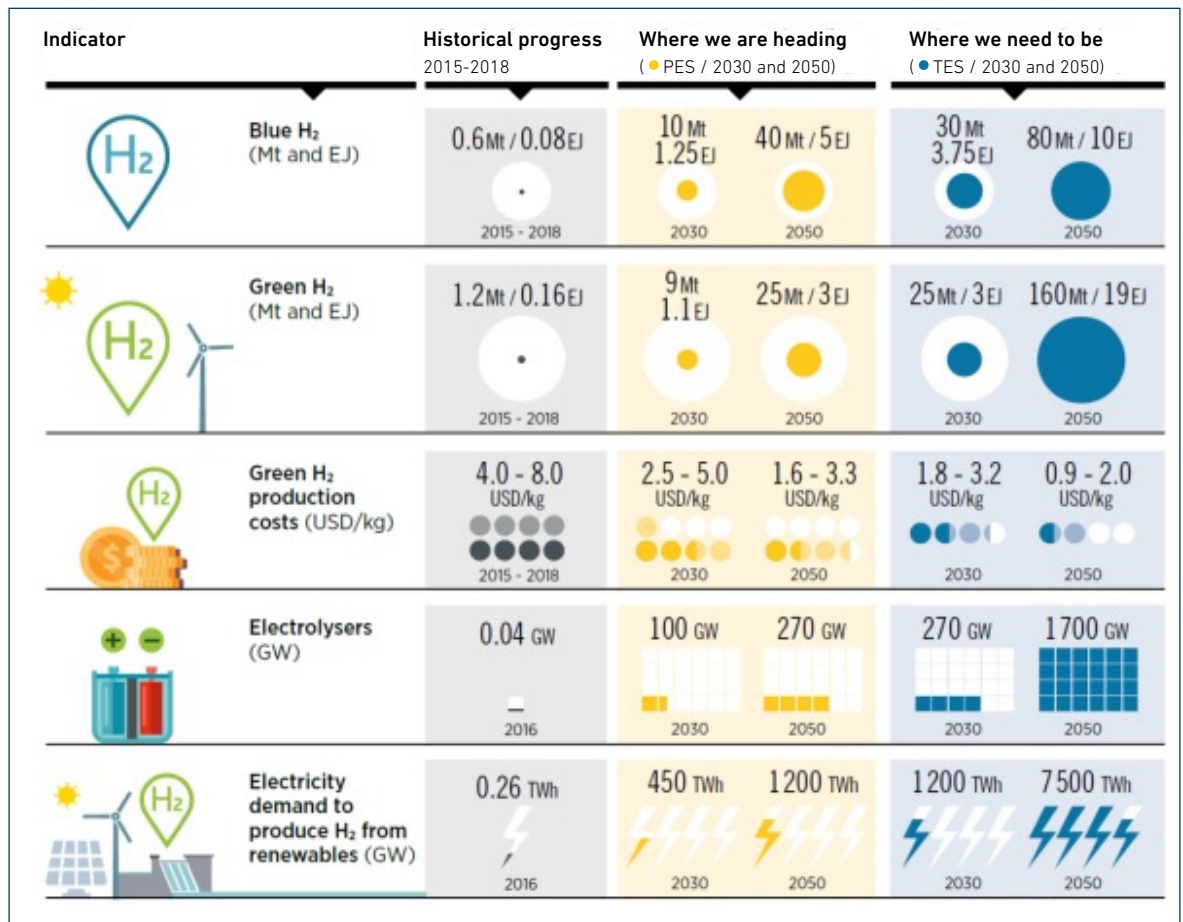 Indicator
Historical progress
2015-2018
Where we are heading
( PES / 2030 and 2050)
Where we need to be
( TES / 2030 and 2050)
H2
Blue H2
(Mt and EJ)
0.6Mt / 0.08EJ
2015 - 2018
10 Mt
1.25EJ
2030
40Mt / 5EJ
2050
30 Mt
3.75EJ
2030
80Mt / 10EJ
2050
H2
Green H2
(Mt and EJ)
1.2Mt / 0.16EJ
2015 - 2018
9Mt
1.1EJ
2030
25Mt / 3EJ
2050
25Mt / 3EJ
2030
160Mt / 19EJ
2050
H2
$
Green H2
production
costs (USD/kg)
4.0 - 8.0
USD/kg
2015 - 2018
2.5 - 5.0
USD/kg
2030
1.6 - 3.3
USD/kg
2050
1.8 - 3.2
USD/kg
2030
0.9 - 2.0
USD/kg
2050
+ −
Electrolysers
(GW)
0.04 GW
2016
100 GW
2030
270 GW
2050
270 GW
2030
1700 GW
2050
H2
Electricity
demand to
produce H2 from
renewables (GW)
0.26 TWh
2016
450 TWh
2030
1200 TWh
2050
1200 TWh
2030
7500 TWh
2050